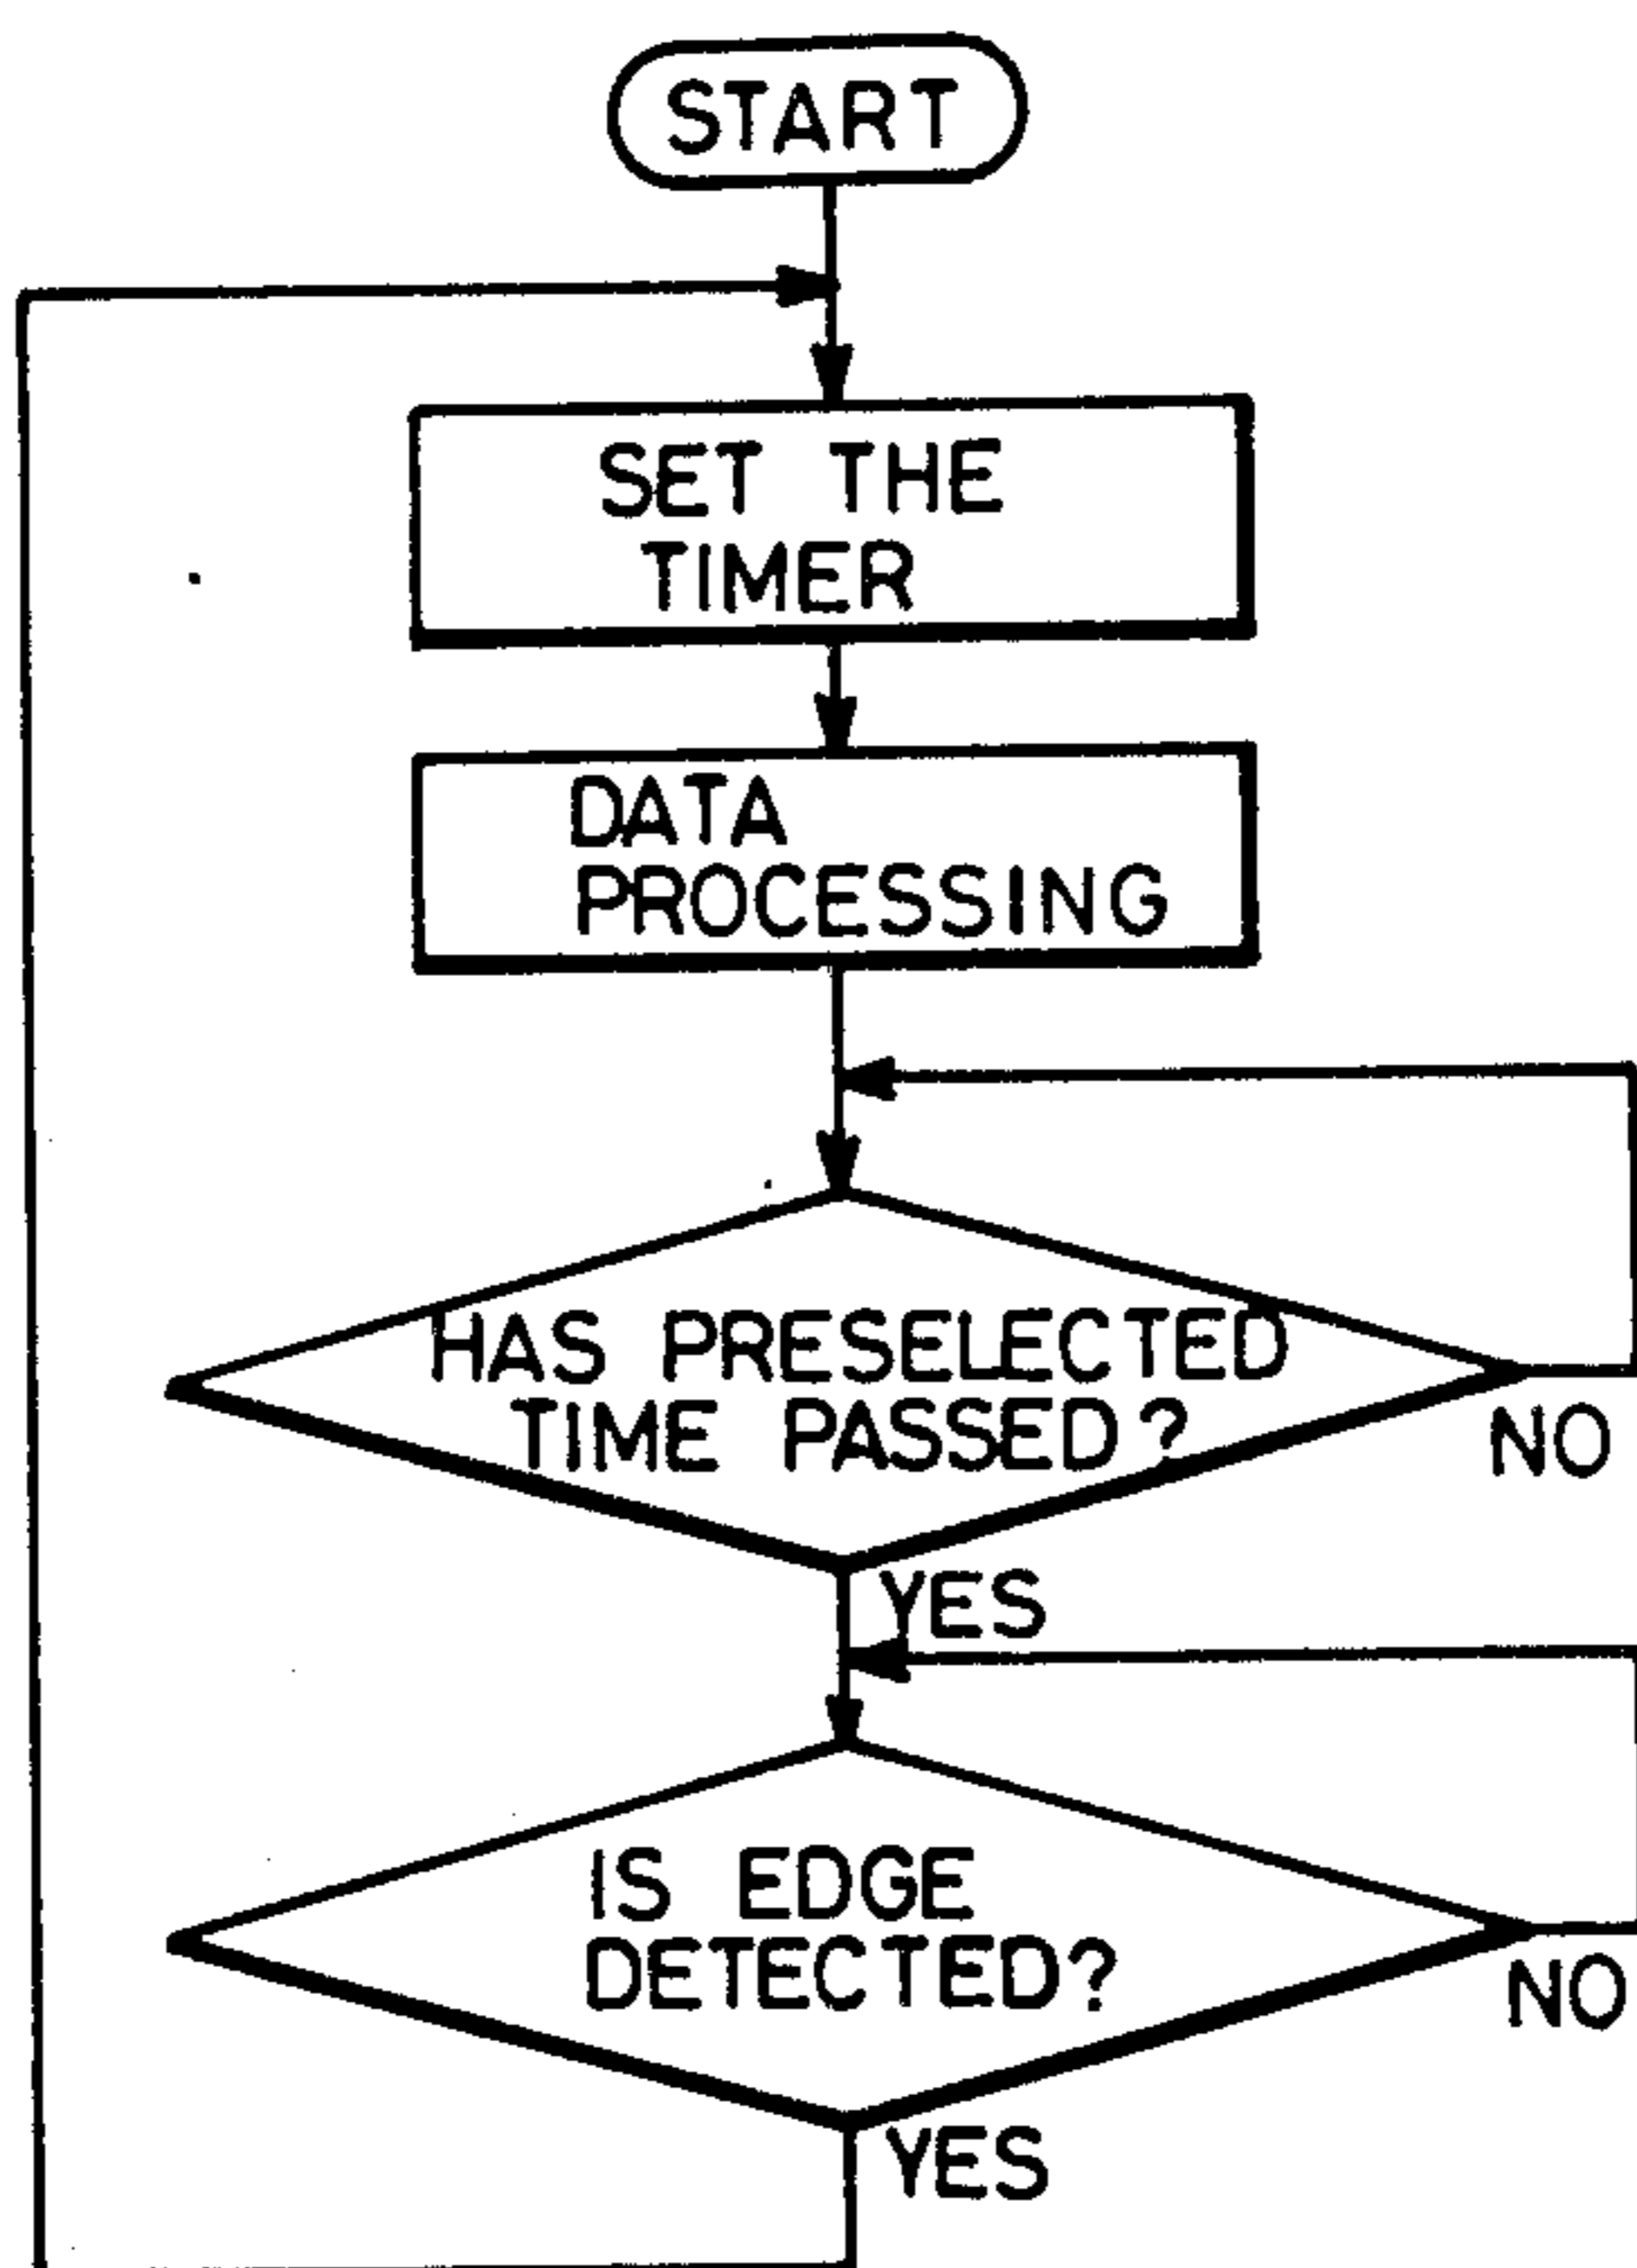 START
SET THE
TIMER
DATA
PROCESSING
HAS PRESELECTED
TIME PASSED?
NO
YES
IS EDGE
DETECTED?
NO
YES